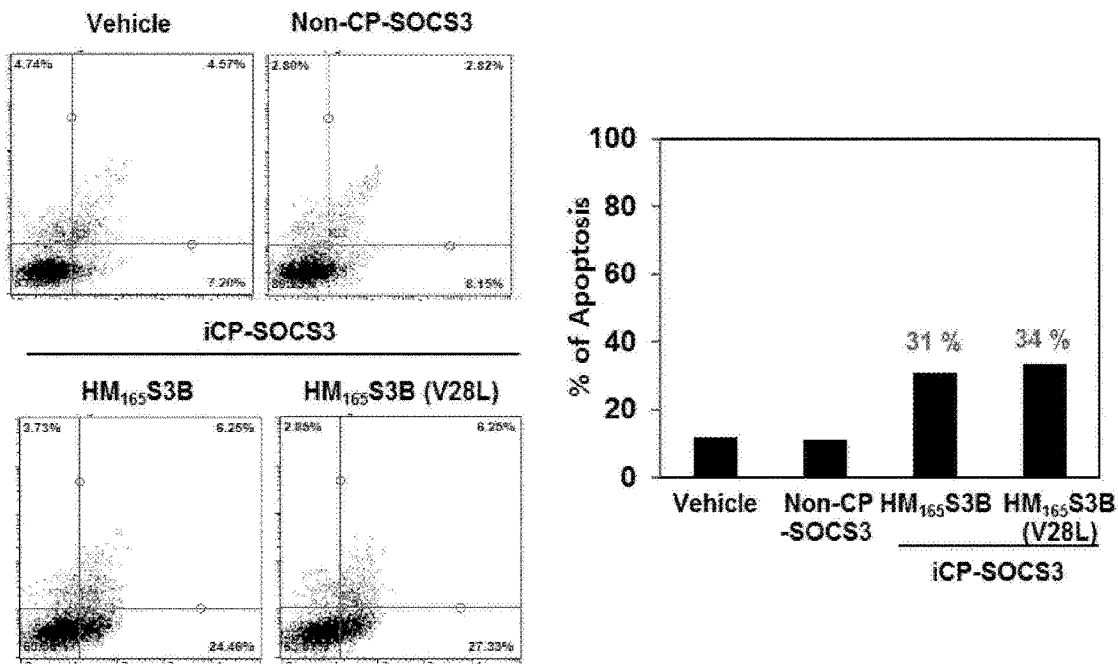 Vehicle
Non-CP-SOCS3
4.74%
4.57%
2.80%
2.82%
7.20%
8.15%
iCP-SOCS3
HM₁₆₅S3B
HM₁₆₅S3B (V28L)
3.73%
6.25%
2.85%
6.25%
24.46%
27.33%
% of Apoptosis
100
80
60
40
20
0
31 %
34 %
Vehicle
Non-CP
-SOCS3
HM₁₆₅S3B
HM₁₆₅S3B
(V28L)
iCP-SOCS3